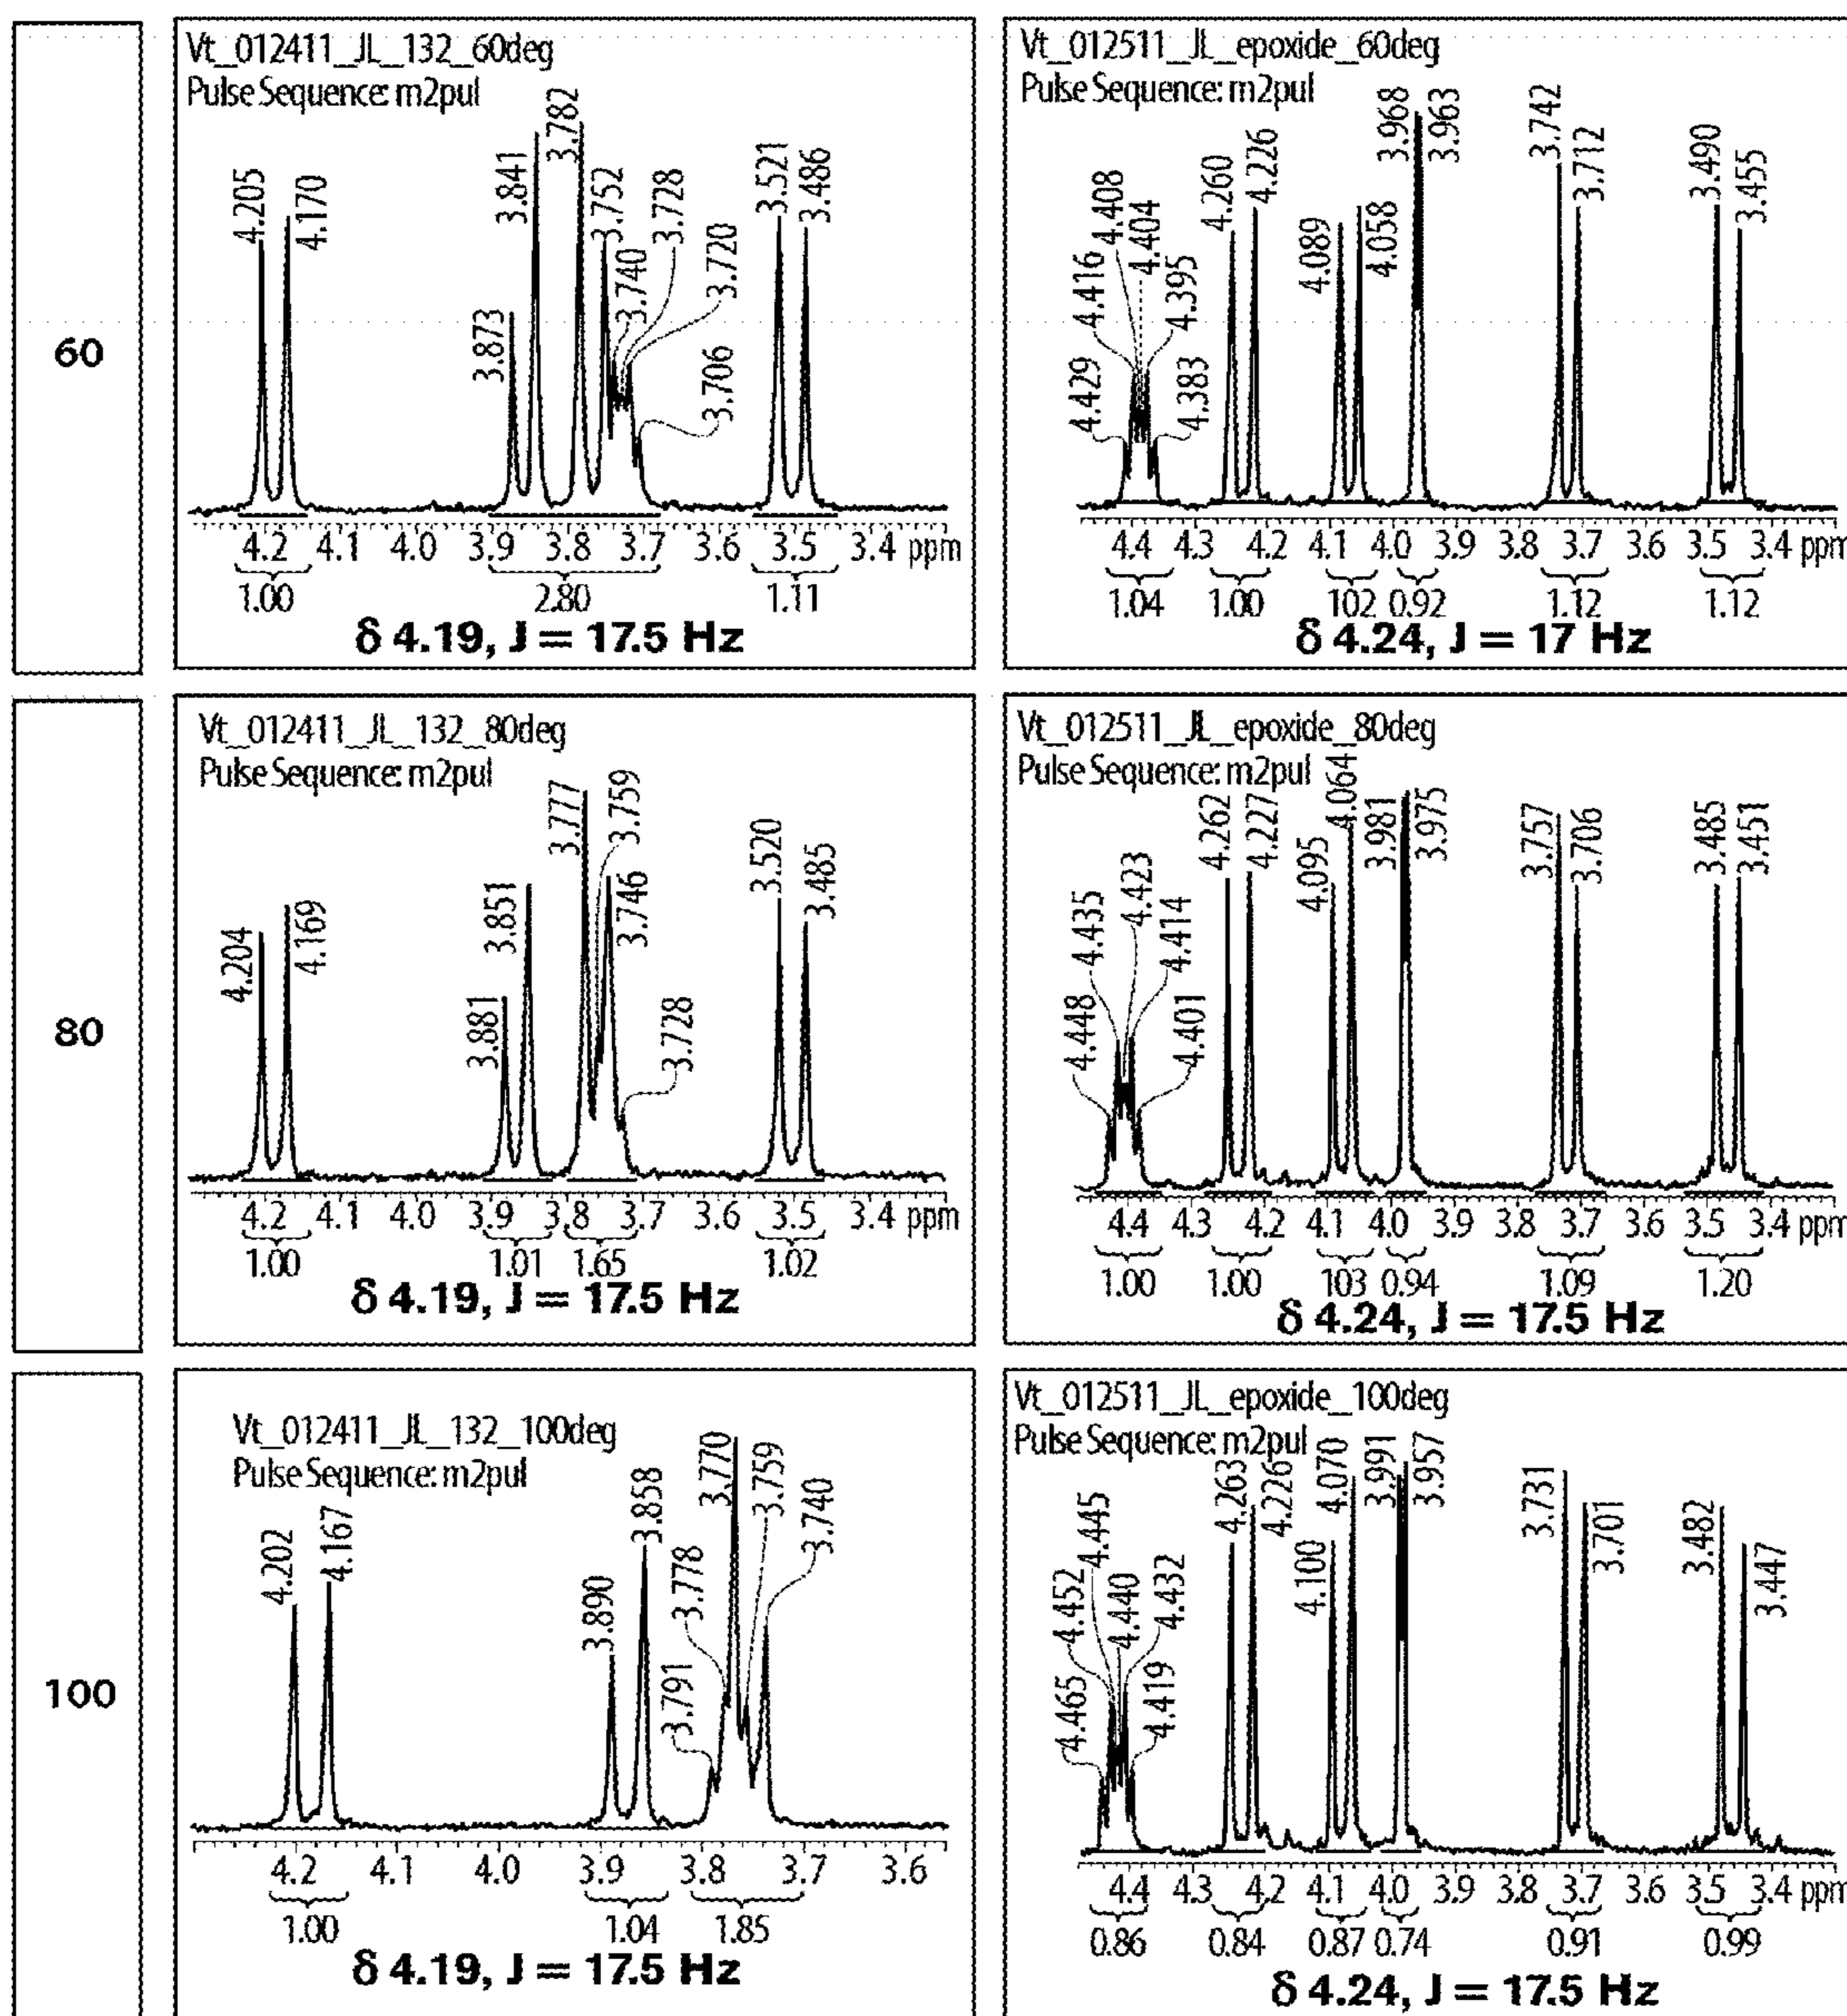 60
Vt_012411_JL_132_60deg
Pulse Sequence: m2pul
4.205
4.170
3.873
3.841
3.782
3.752
3.740
3.728
3.720
3.706
3.521
3.486
4.2 4.1 4.0 3.9 3.8 3.7 3.6 3.5 3.4 ppm
1.00 2.80 1.11
δ 4.19, J = 17.5 Hz
Vt_012511_JL_epoxide_60deg
Pulse Sequence: m2pul
4.429
4.416
4.408
4.404
4.395
4.383
4.260
4.226
4.089
4.058
3.968
3.963
3.742
3.712
3.490
3.455
4.4 4.3 4.2 4.1 4.0 3.9 3.8 3.7 3.6 3.5 3.4 ppm
1.04 1.00 102 0.92 1.12 1.12
δ 4.24, J = 17 Hz
80
Vt_012411_JL_132_80deg
Pulse Sequence: m2pul
4.204
4.169
3.881
3.851
3.777
3.759
3.746
3.728
3.520
3.485
4.2 4.1 4.0 3.9 3.8 3.7 3.6 3.5 3.4 ppm
1.00 1.01 1.65 1.02
δ 4.19, J = 17.5 Hz
Vt_012511_JL_epoxide_80deg
Pulse Sequence: m2pul
4.448
4.435
4.423
4.414
4.401
4.262
4.227
4.095
4.064
3.981
3.975
3.757
3.706
3.485
3.451
4.4 4.3 4.2 4.1 4.0 3.9 3.8 3.7 3.6 3.5 3.4 ppm
1.00 1.00 103 0.94 1.09 1.20
δ 4.24, J = 17.5 Hz
100
Vt_012411_JL_132_100deg
Pulse Sequence: m2pul
4.202
4.167
3.890
3.858
3.791
3.778
3.770
3.759
3.740
4.2 4.1 4.0 3.9 3.8 3.7 3.6
1.00 1.04 1.85
δ 4.19, J = 17.5 Hz
Vt_012511_JL_epoxide_100deg
Pulse Sequence: m2pul
4.465
4.452
4.445
4.440
4.432
4.419
4.263
4.226
4.100
4.070
3.991
3.957
3.731
3.701
3.482
3.447
4.4 4.3 4.2 4.1 4.0 3.9 3.8 3.7 3.6 3.5 3.4 ppm
0.86 0.84 0.87 0.74 0.91 0.99
δ 4.24, J = 17.5 Hz